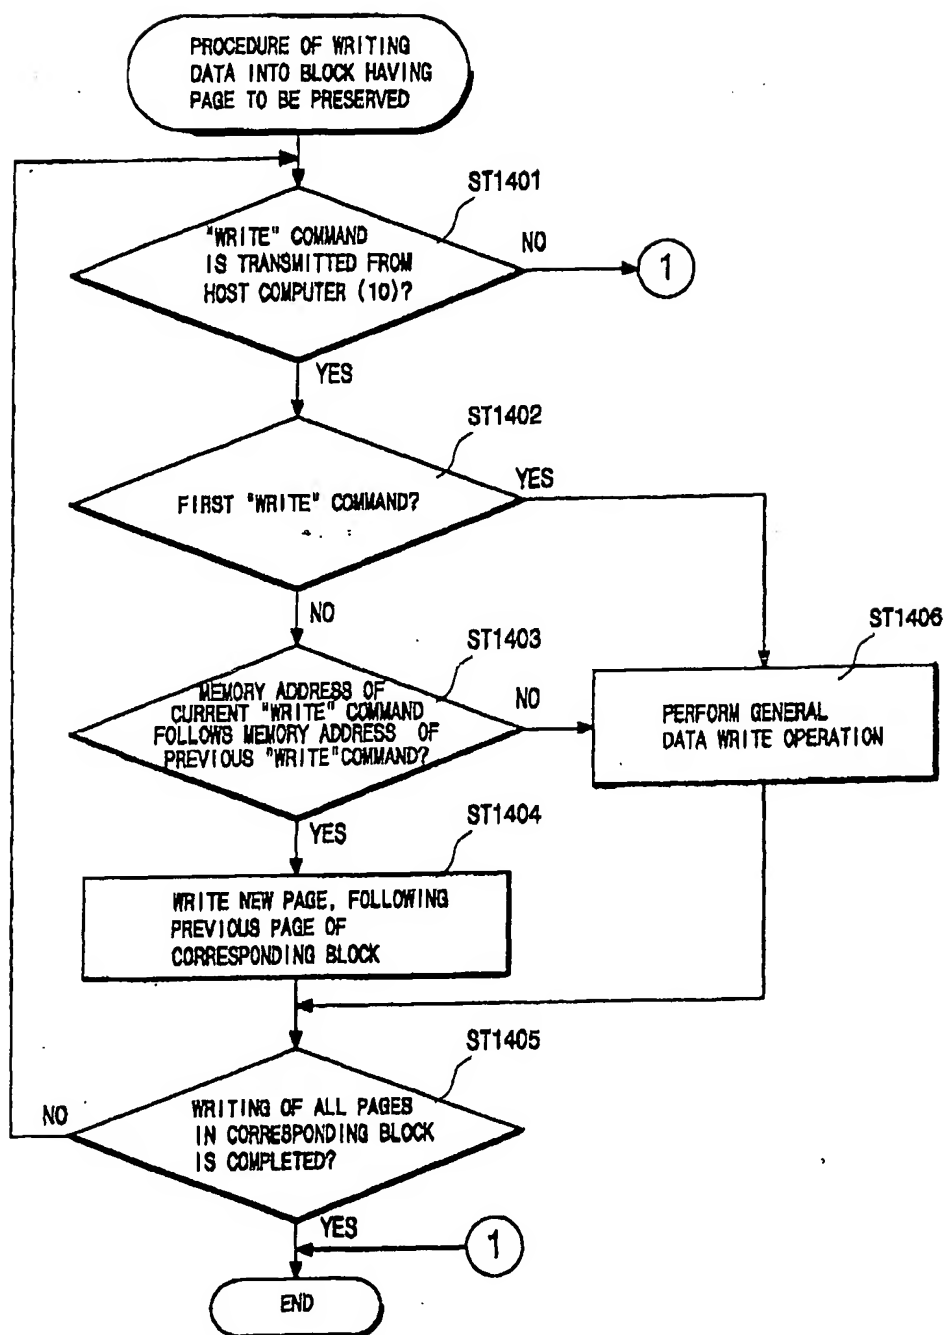 PROCEDURE OF WRITING
DATA INTO BLOCK HAVING
PAGE TO BE PRESERVED
ST1401
"WRITE" COMMAND
IS TRANSMITTED FROM
HOST COMPUTER (10)?
NO
1
YES
ST1402
FIRST "WRITE" COMMAND?
YES
NO
ST1403
MEMORY ADDRESS OF
CURRENT "WRITE" COMMAND
FOLLOWS MEMORY ADDRESS OF
PREVIOUS "WRITE"COMMAND?
NO
ST1406
PERFORM GENERAL
DATA WRITE OPERATION
YES
ST1404
WRITE NEW PAGE, FOLLOWING
PREVIOUS PAGE OF
CORRESPONDING BLOCK
ST1405
WRITING OF ALL PAGES
IN CORRESPONDING BLOCK
IS COMPLETED?
NO
YES
1
END